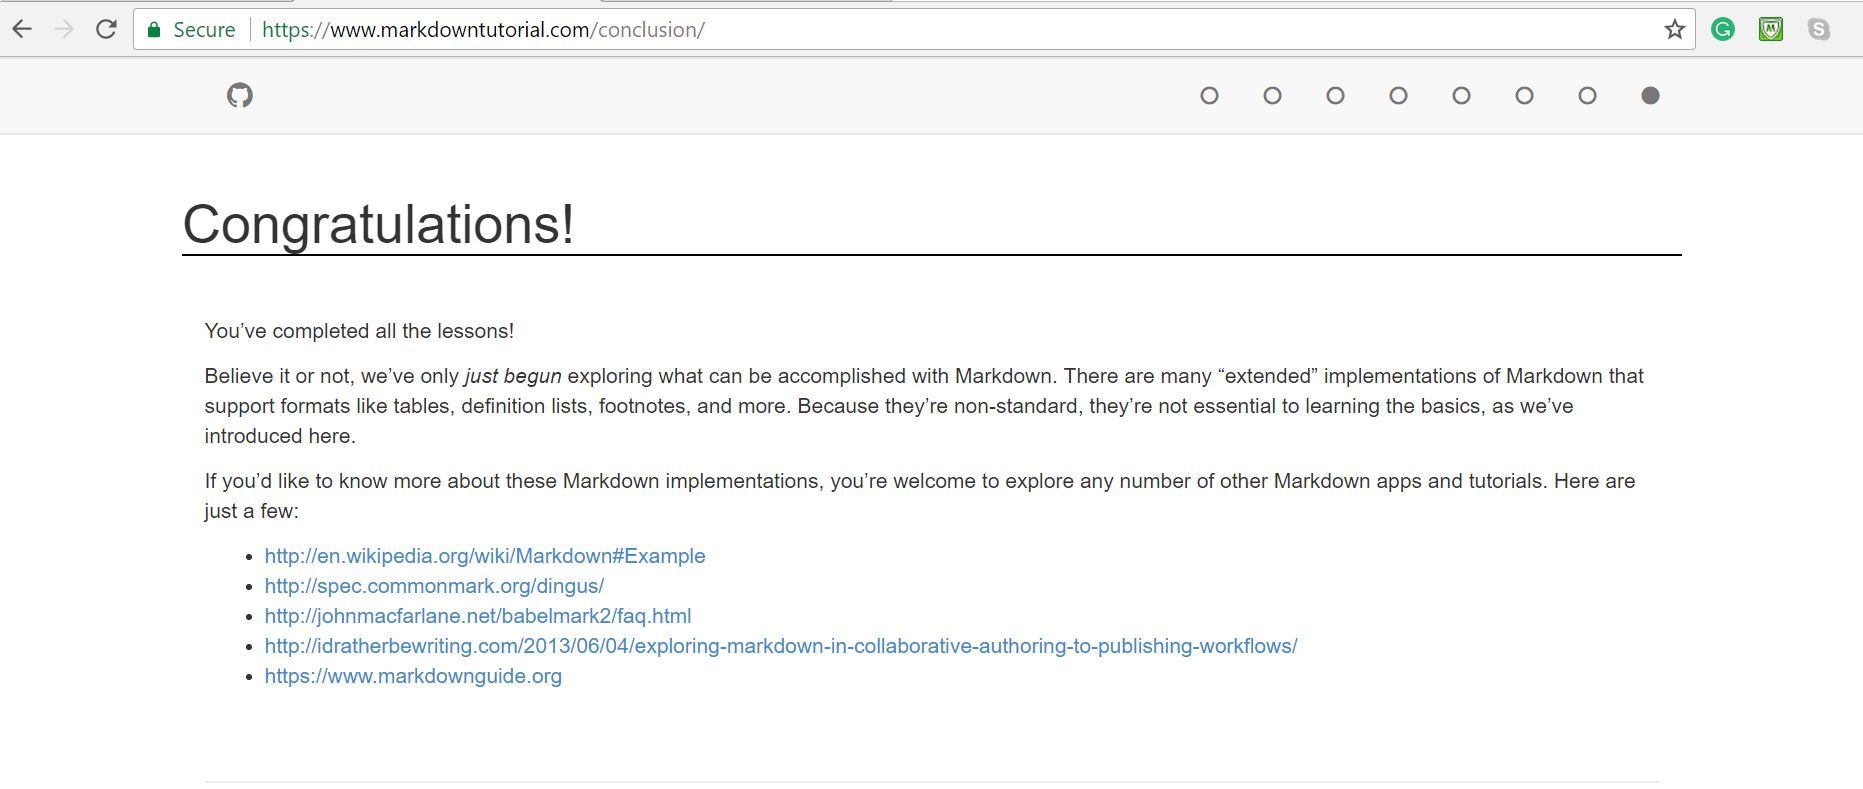 Secure https://www.markdowntutorial.com/conclusion/
Congratulations!
You’ve completed all the lessons!
Believe it or not, we’ve only just begun exploring what can be accomplished with Markdown. There are many “extended” implementations of Markdown that
support formats like tables, definition lists, footnotes, and more. Because they’re non-standard, they’re not essential to learning the basics, as we’ve
introduced here.
If you’d like to know more about these Markdown implementations, you’re welcome to explore any number of other Markdown apps and tutorials. Here are
just a few:
• http://en.wikipedia.org/wiki/Markdown#Example
• http://spec.commonmark.org/dingus/
• http://johnmacfarlane.net/babelmark2/faq.html
• http://idratherbewriting.com/2013/06/04/exploring-markdown-in-collaborative-authoring-to-publishing-workflows/
• https://www.markdownguide.org